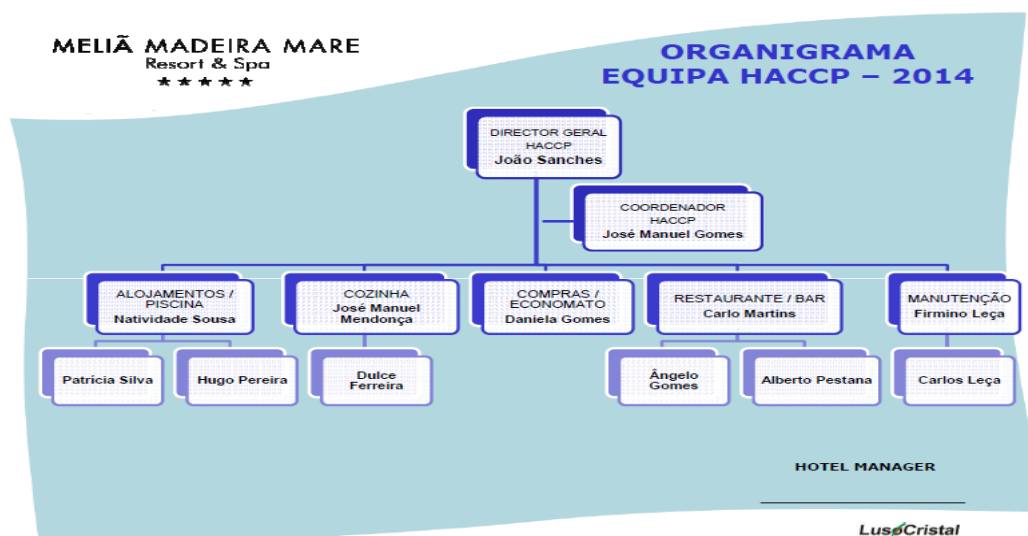 MELIÃ MADEIRA MARE
Resort & Spa
ORGANIGRAMA
EQUIPA HACCP – 2014
DIRECTOR GERAL
HACCP
João Sanches
COORDENADOR
HACCP
José Manuel Gomes
ALOJAMENTOS /
PISCINA
Natividade Sousa
COZINHA
José Manuel
Mendonça
COMPRAS /
ECONOMATO
Daniela Gomes
RESTAURANTE / BAR
Carlo Martins
MANUTENÇÃO
Firmino Leça
Patrícia Silva
Hugo Pereira
Dulce
Ferreira
Ângelo
Gomes
Alberto Pestana
Carlos Leça
HOTEL MANAGER
LusoCristal